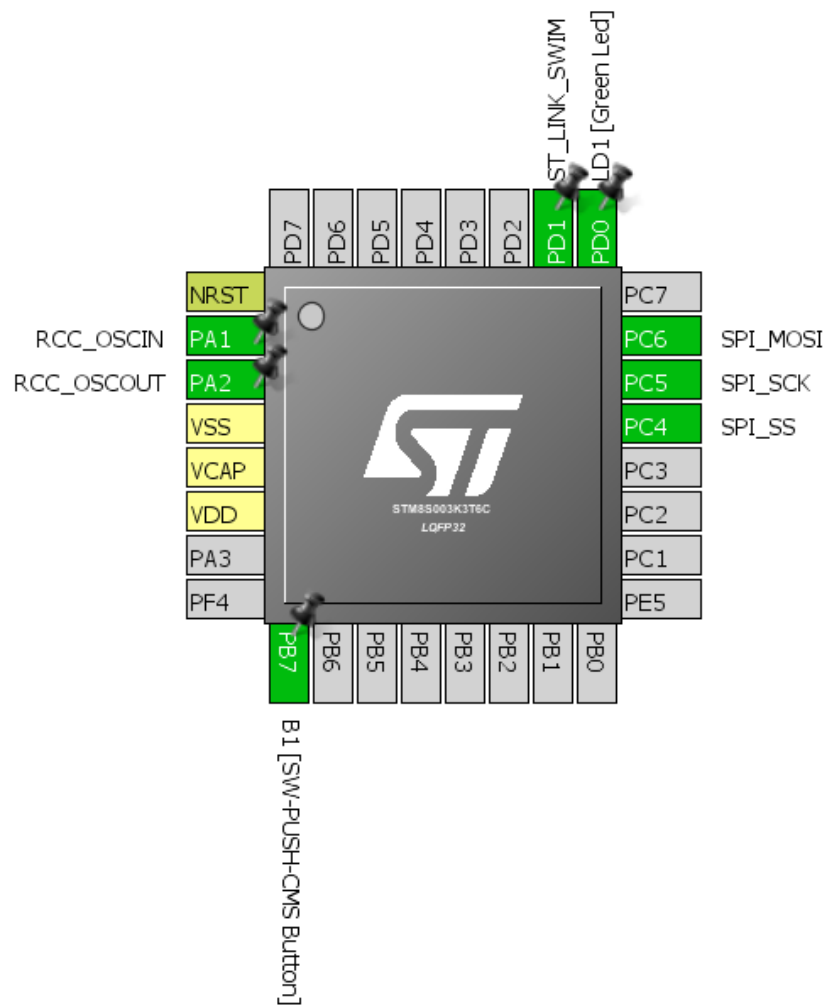 ST_LINK_SWIM
LD1 [Green Led]
PD7
PD6
PD5
PD4
PD3
PD2
PD1
PD0
NRST
PC7
RCC_OSCIN
PA1
PC6
SPI_MOSI
RCC_OSCOUT
PA2
PC5
SPI_SCK
VSS
PC4
SPI_SS
VCAP
PC3
VDD
PC2
PA3
PC1
PF4
PE5
ST
STM8S003K3T6C
LQFP32
PB7
PB6
PB5
PB4
PB3
PB2
PB1
PB0
B1 [SW-PUSH-CMS Button]